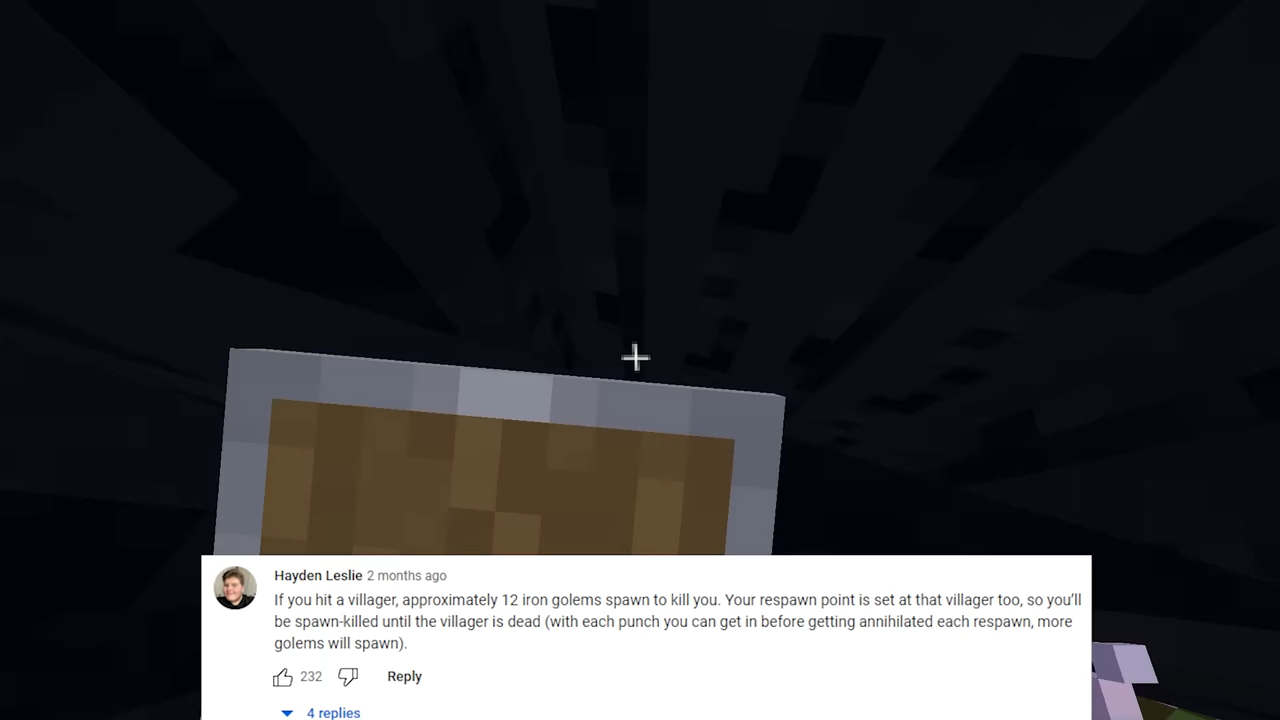 Hayden Leslie 2 months ago
If you hit a villager, approximately 12 iron golems spawn to kill you. Your respawn point is set at that villager too, so you'll
be spawn-killed until the villager is dead (with each punch you can get in before getting annihilated each respawn, more
golems will spawn).
232 Reply
4 replies